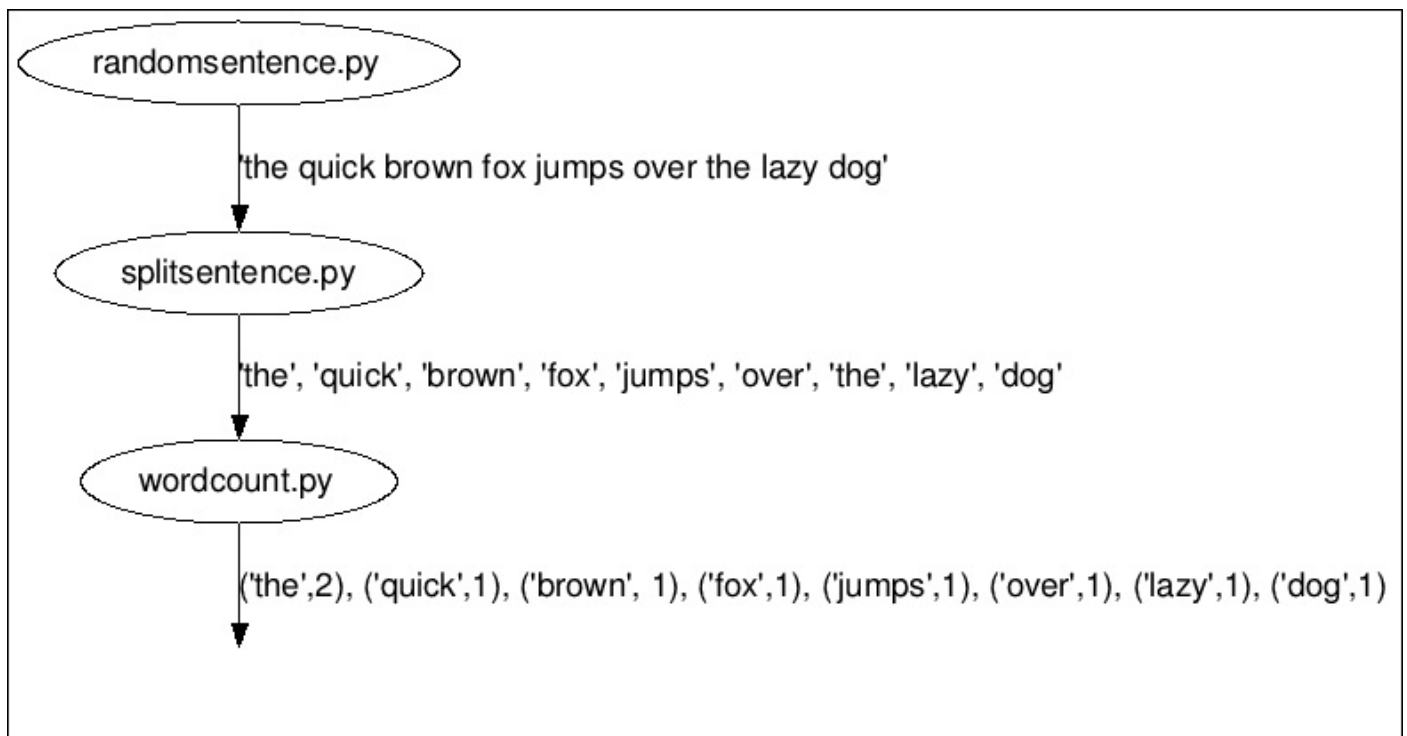 randomsentence.py
'the quick brown fox jumps over the lazy dog'
splitsentence.py
'the', 'quick', 'brown', 'fox', 'jumps', 'over', 'the', 'lazy', 'dog'
wordcount.py
('the',2), ('quick',1), ('brown', 1), ('fox',1), ('jumps',1), ('over',1), ('lazy',1), ('dog',1)